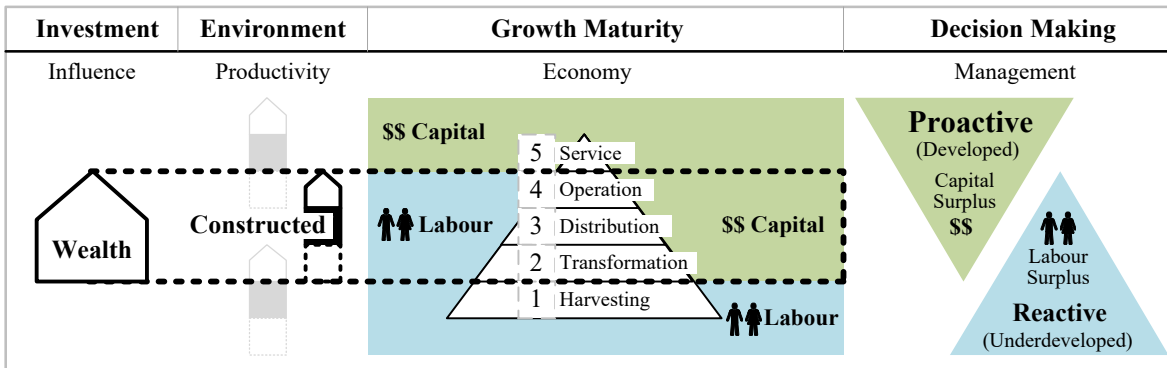 Investment
Environment
Growth Maturity
Decision Making
Influence
Productivity
Economy
Management
$$ Capital
5 Service
4 Operation
3 Distribution
2 Transformation
1 Harvesting
Wealth
Constructed
Labour
$$ Capital
Labour
Proactive
(Developed)
Capital
Surplus
$$
Labour
Surplus
Reactive
(Underdeveloped)